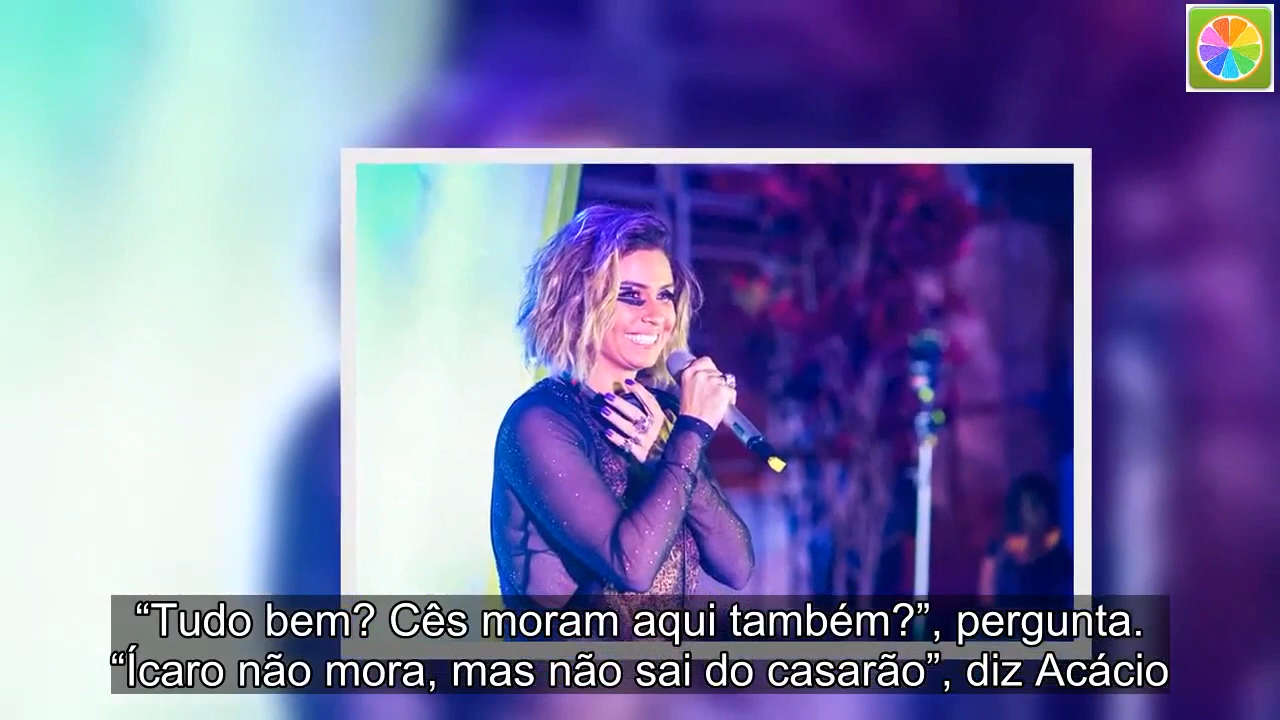 “Tudo bem? Cês moram aqui também?”, pergunta.
“Ícaro não mora, mas não sai do casarão”, diz Acácio